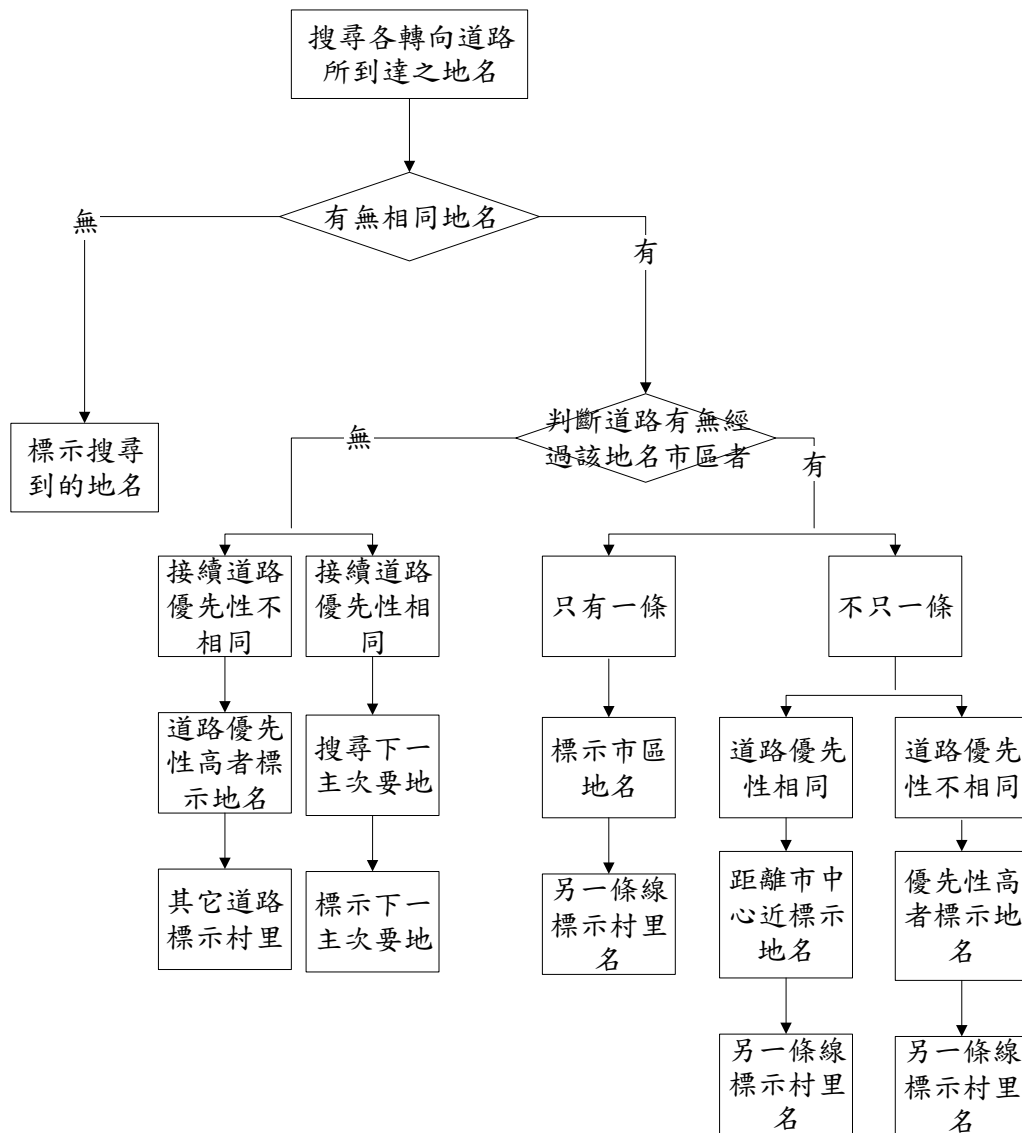 搜尋各轉向道路
所到達之地名
有無相同地名
無
有
判斷道路有無經
過該地名市區者
無
有
標示搜尋
到的地名
接續道路
優先性不
相同
接續道路
優先性相
同
只有一條
不只一條
道路優先
性高者標
示地名
搜尋下一
主次要地
標示市區
地名
道路優先
性相同
道路優先
性不相同
其它道路
標示村里
標示下一
主次要地
另一條線
標示村里
名
距離市中
心近標示
地名
優先性高
者標示地
名
另一條線
標示村里
名
另一條線
標示村里
名